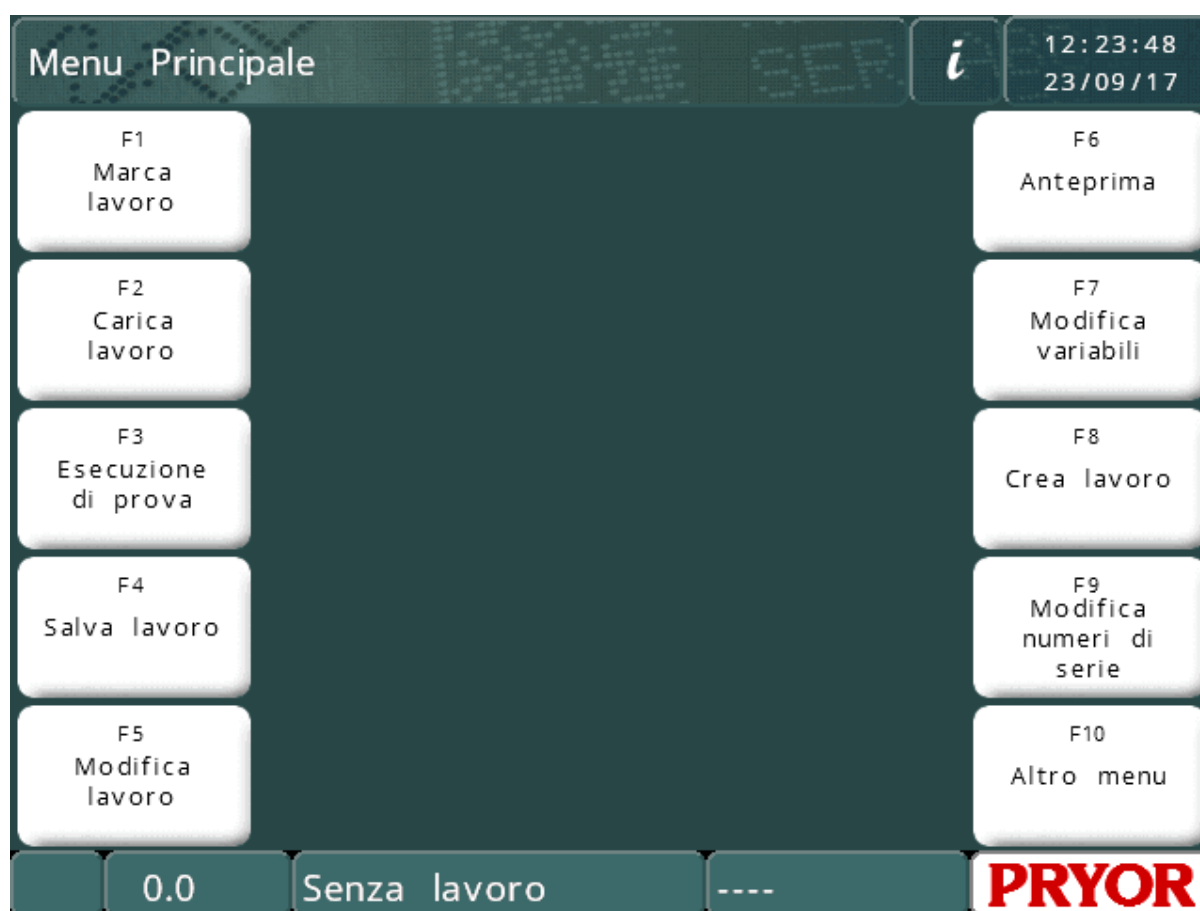 Menu Principale
i
12:23:48
23/09/17
F1
Marca
lavoro
F2
Carica
lavoro
F3
Esecuzione
di prova
F4
Salva lavoro
F5
Modifica
lavoro
F6
Anteprima
F7
Modifica
variabili
F8
Crea lavoro
F9
Modifica
numeri di
serie
F10
Altro menu
0.0
Senza lavoro
----
PRYOR